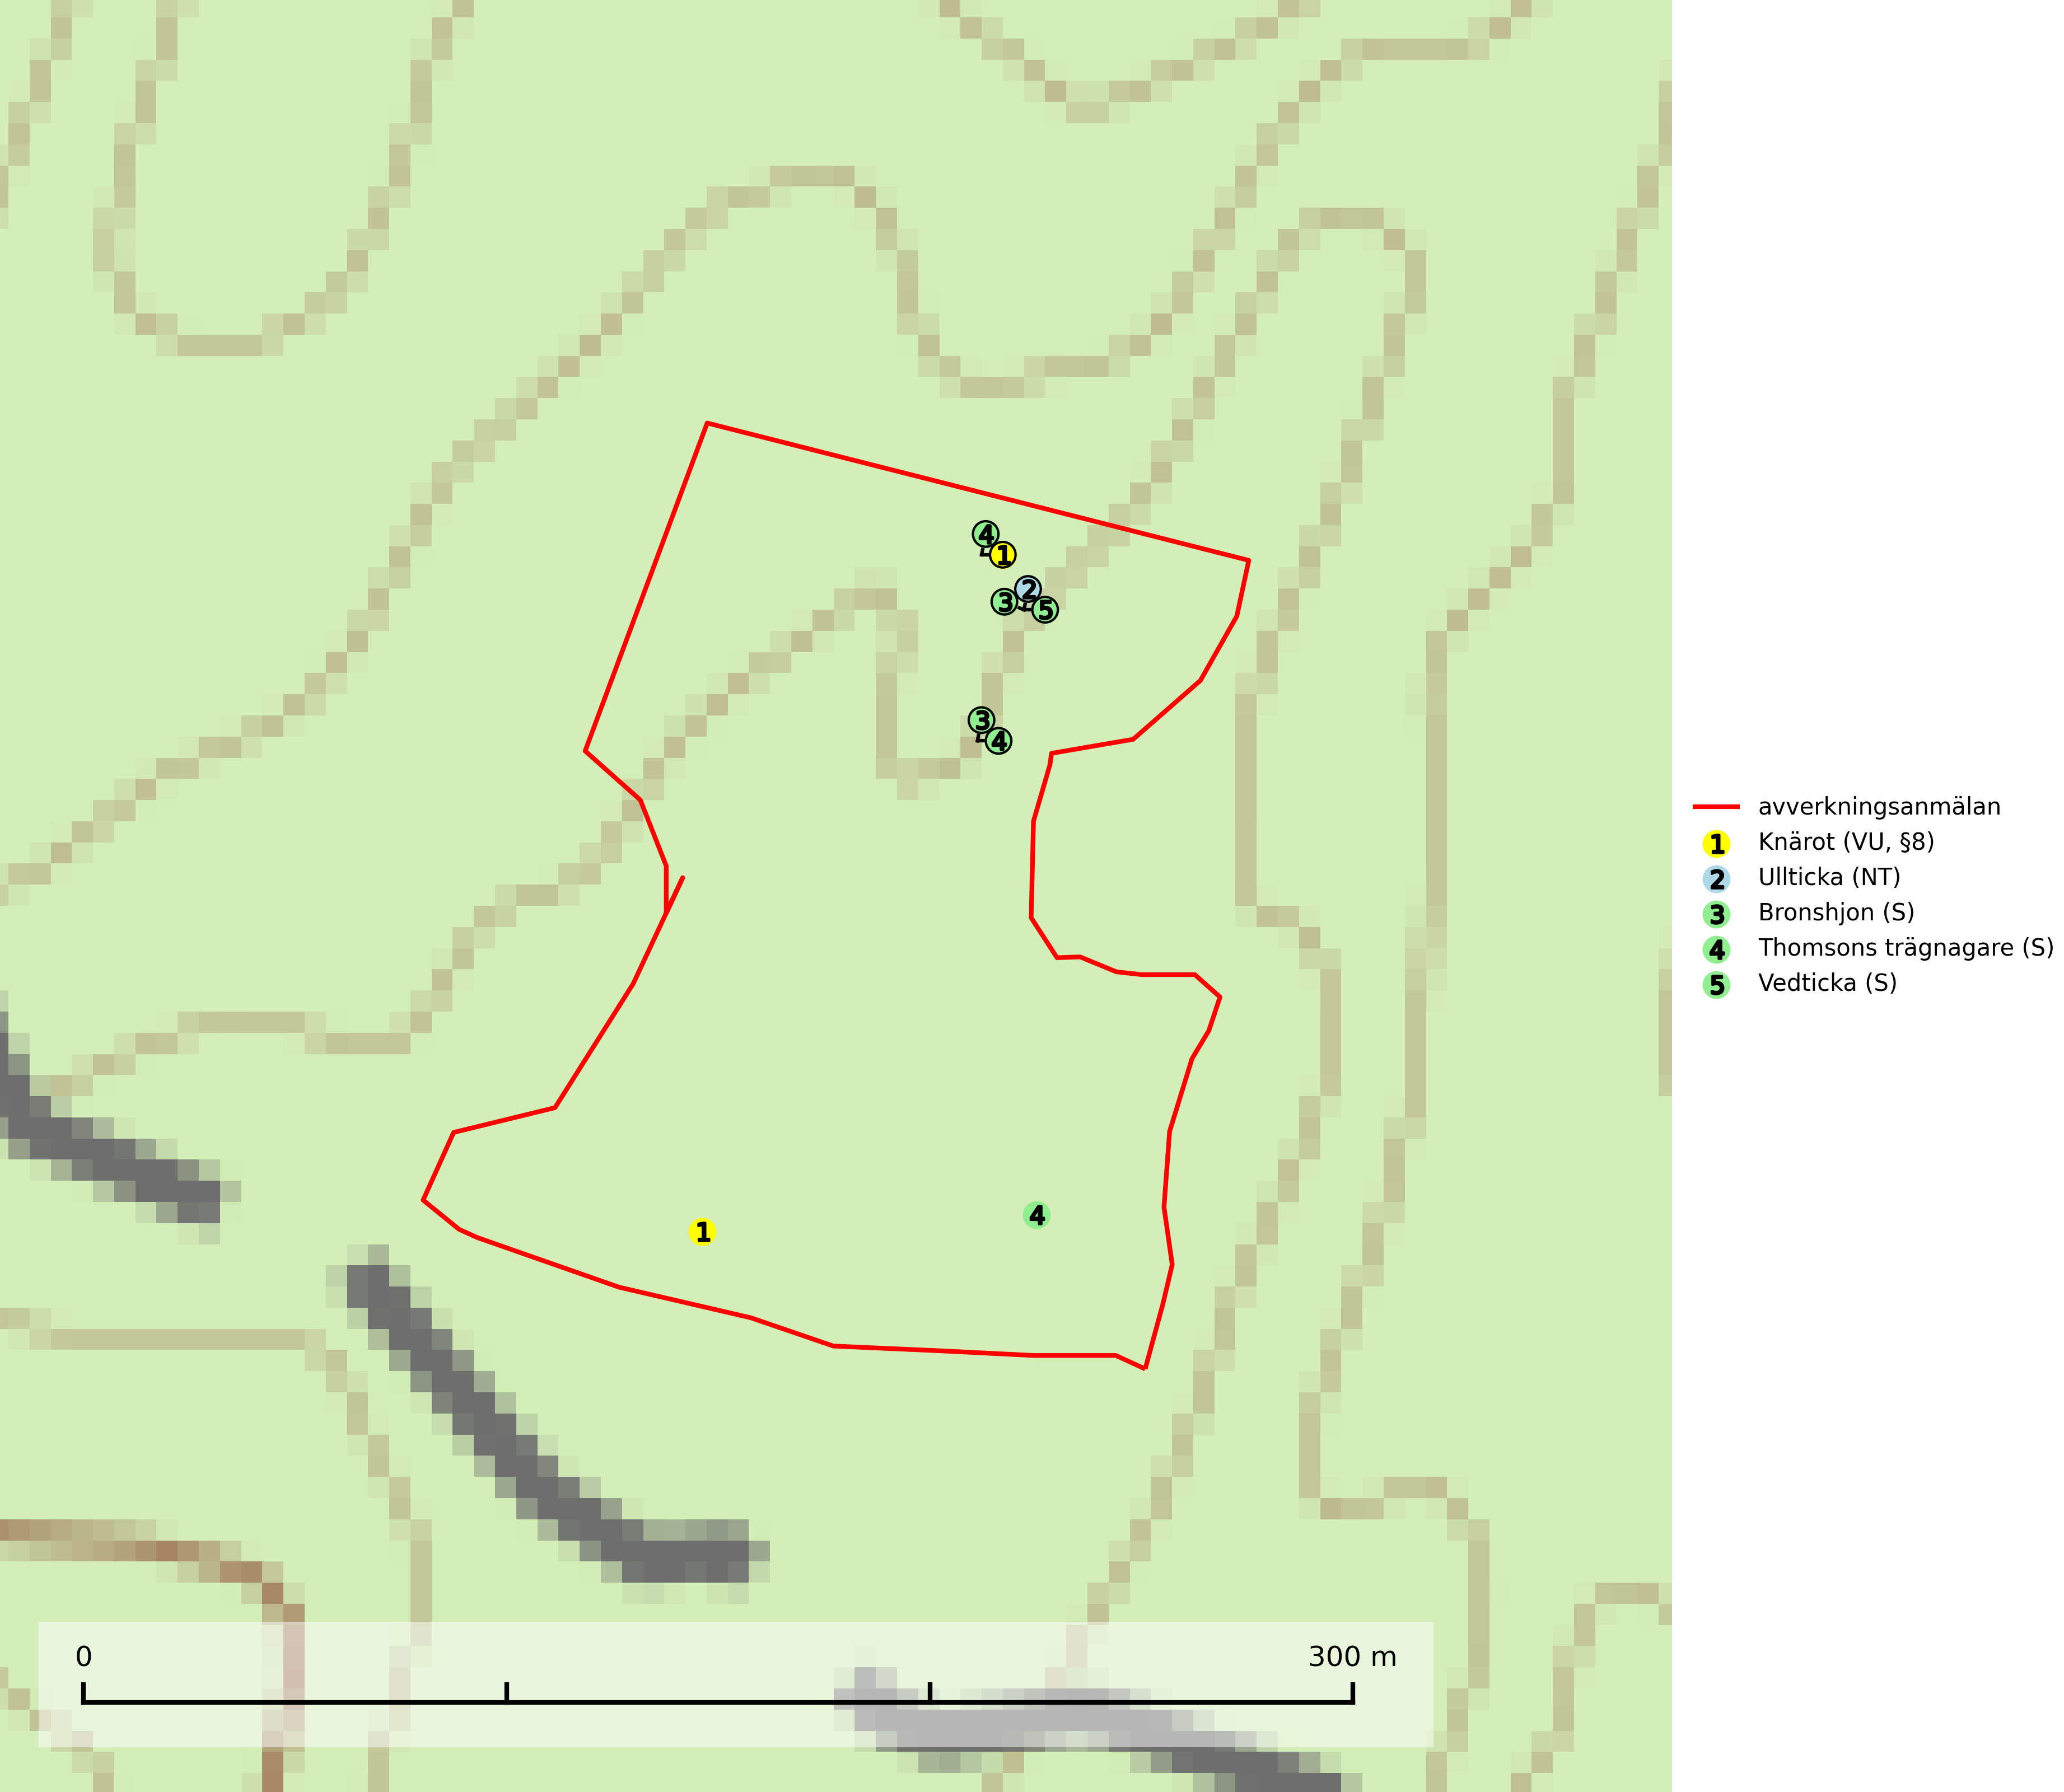 4
1
2
3
5
3
4
avverkningsanmälan
1 Knärot (VU, §8)
2 Ullticka (NT)
3 Bronshjon (S)
4 Thomsons trägnagare (S)
5 Vedticka (S)
4
1
0 300 m